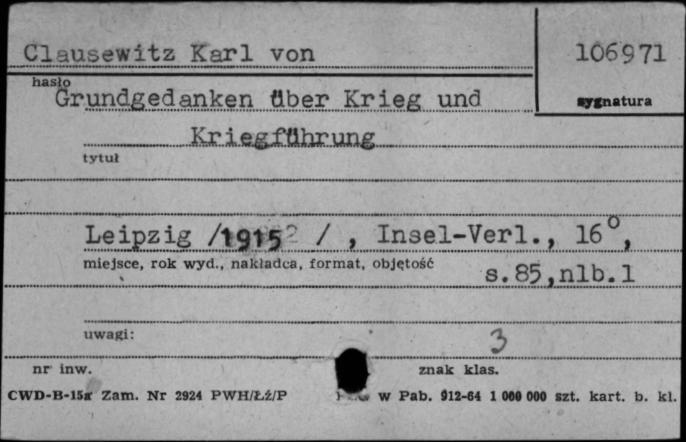 Clausewitz Karl von
106971
hasło
sygnatura
Grundgedanken über Krieg und
Kriegführung
tytuł
Leipzig /1915?/, Insel-Verl., 16°,
miejsce, rok wyd., nakładca, format, objętość
s.85,nlb.1
uwagi:
3
nr inw.
znak klas.
CWD-B-15a Zam. Nr 2924 PWH/Łź/P
w Pab. 912-64 1 000 000 szt. kart. b. kl.